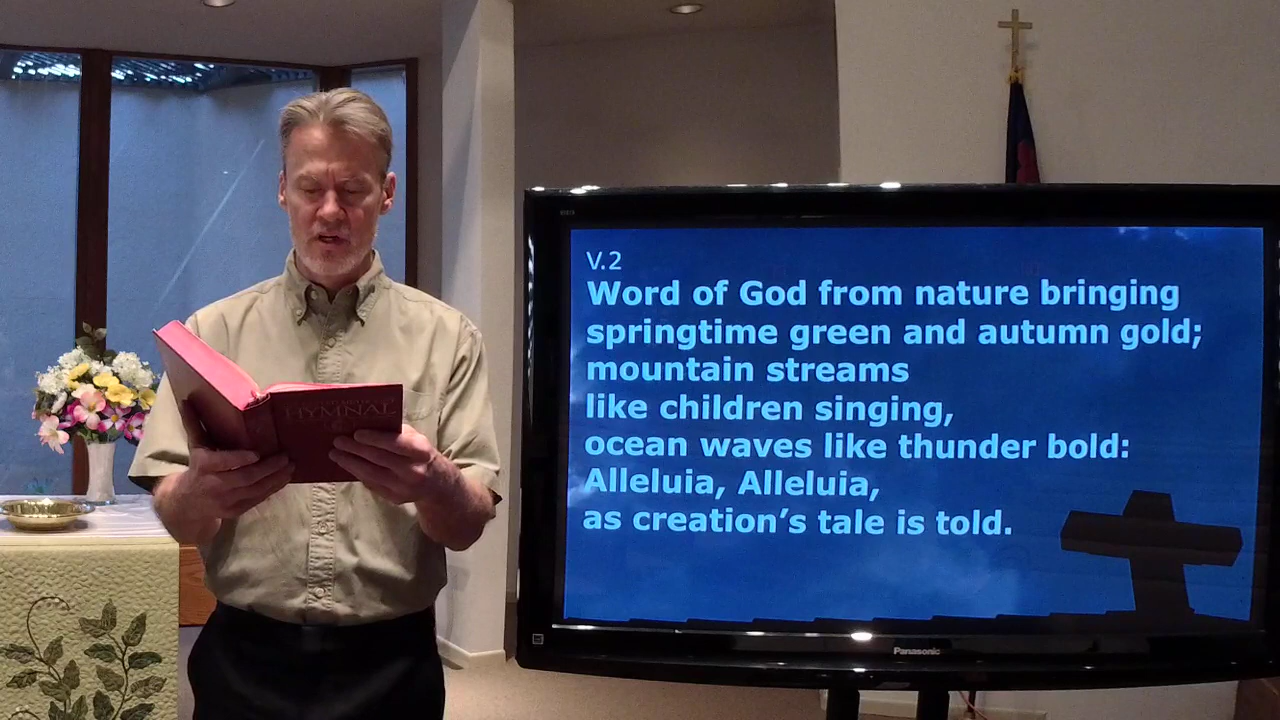 HYMNAL
V.2
Word of God from nature bringing
springtime green and autumn gold;
mountain streams
like children singing,
ocean waves like thunder bold:
Alleluia, Alleluia,
as creation’s tale is told.
Panasonic